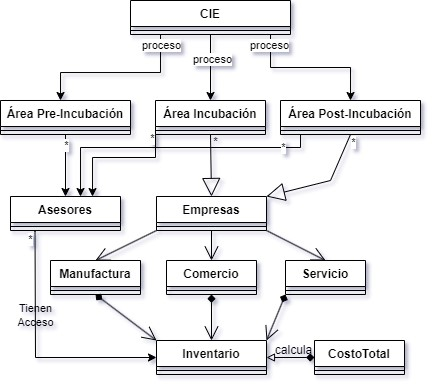 CIE
proceso
proceso
proceso
Área Pre-Incubación
Área Incubación
Área Post-Incubación
*
*
*
*
*
Asesores
Empresas
*
Manufactura
Comercio
Servicio
Tienen
Acceso
Inventario
calcula
CostoTotal